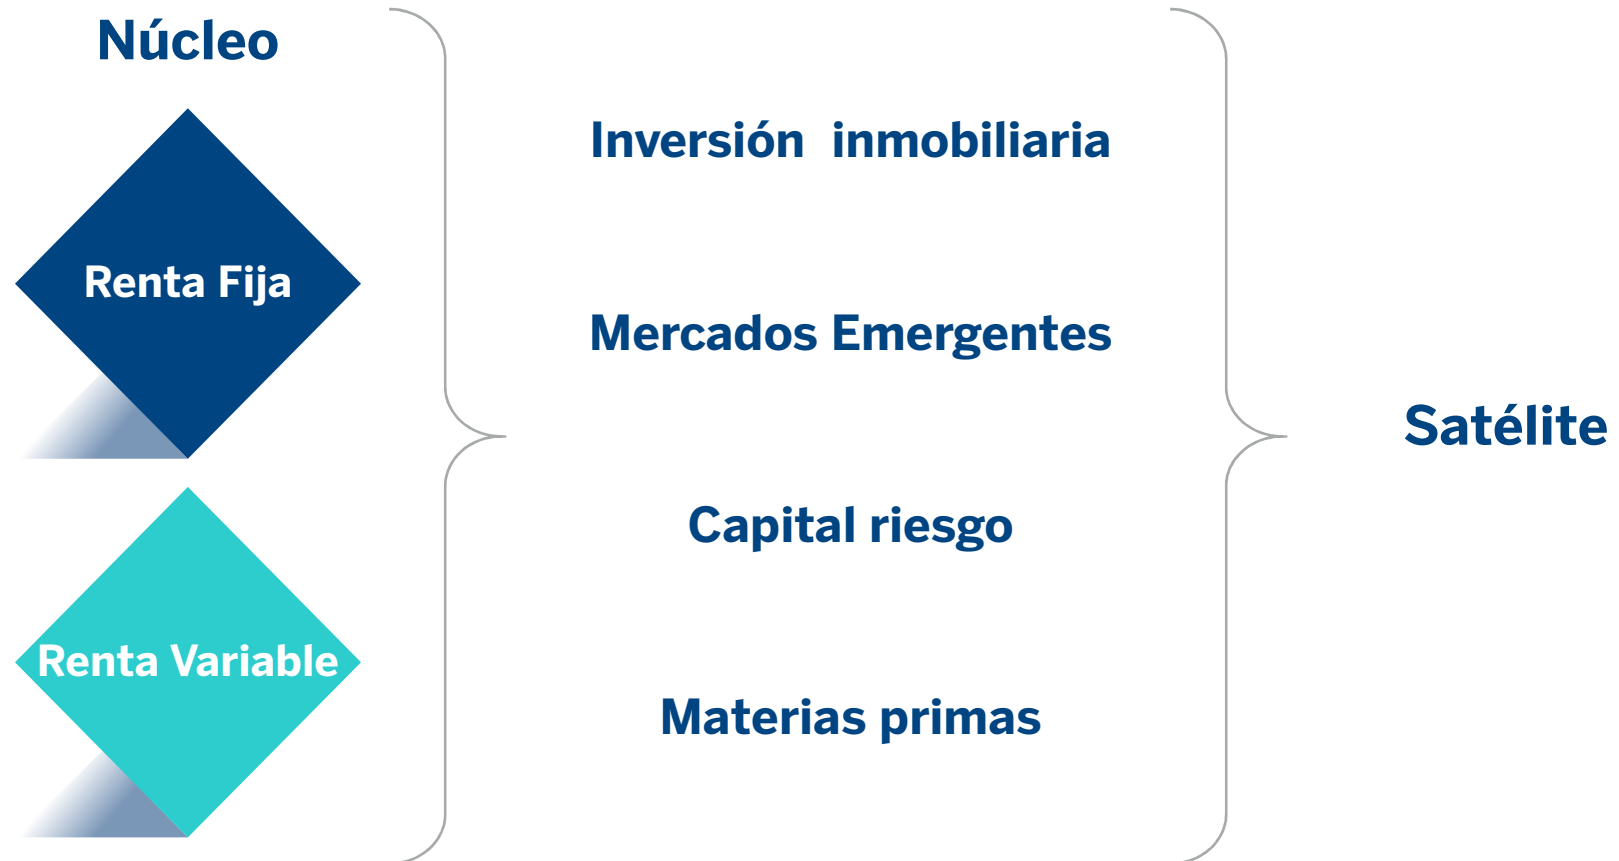 Núcleo
Renta Fija
Renta Variable
Inversión inmobiliaria
Mercados Emergentes
Capital riesgo
Materias primas
Satélite